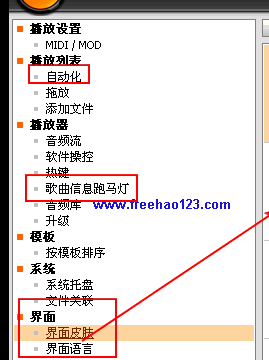 播放设置
MIDI / MOD
播放列表
自动化
拖放
添加文件
播放器
音频流
软件操控
热键
歌曲信息跑马灯
音频库
www.freehao123.com
升级
模板
按模板排序
系统
系统托盘
文件关联
界面
界面皮肤
界面语言